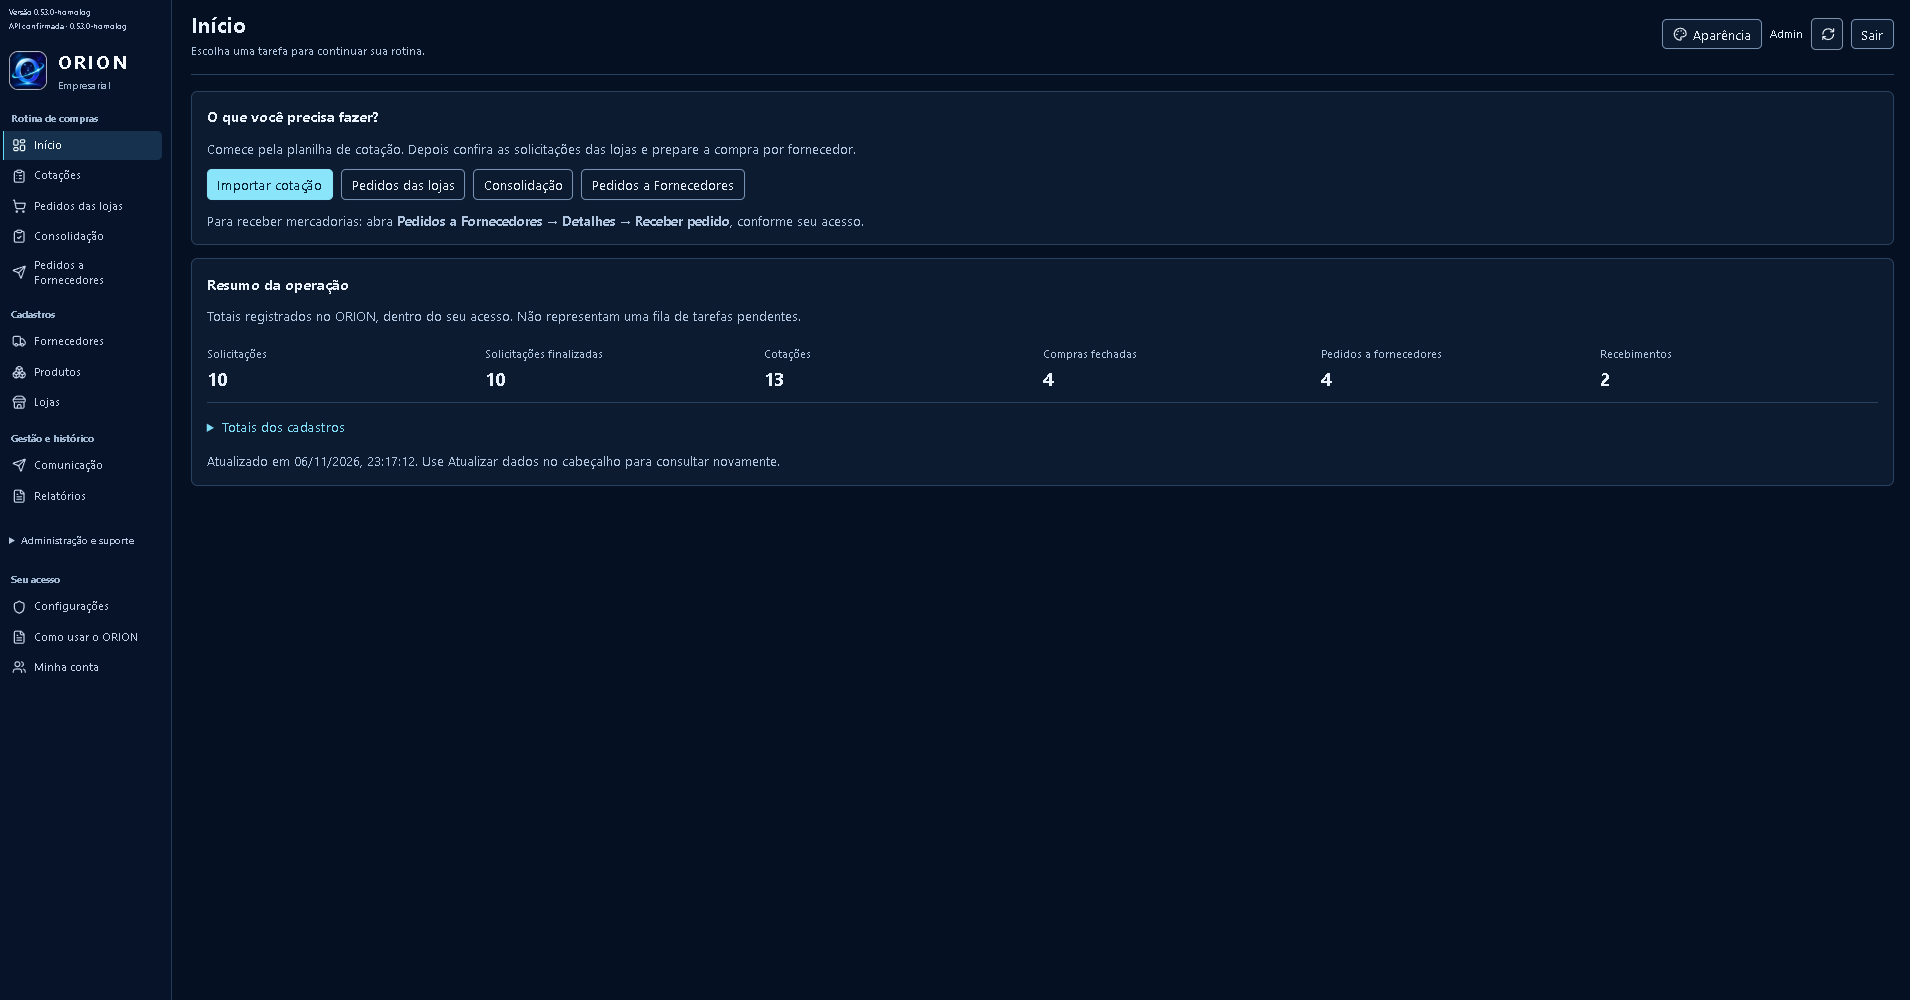 Versão 0.53.0-homolog
API confirmada · 0.53.0-homolog
ORION
Empresarial
Rotina de compras
Início
Cotações
Pedidos das lojas
Consolidação
Pedidos a
Fornecedores
Cadastros
Fornecedores
Produtos
Lojas
Gestão e histórico
Comunicação
Relatórios
Administração e suporte
Seu acesso
Configurações
Como usar o ORION
Minha conta
Início
Escolha uma tarefa para continuar sua rotina.
Aparência
Admin
Sair
O que você precisa fazer?
Comece pela planilha de cotação. Depois confira as solicitações das lojas e prepare a compra por fornecedor.
Importar cotação
Pedidos das lojas
Consolidação
Pedidos a Fornecedores
Para receber mercadorias: abra Pedidos a Fornecedores → Detalhes → Receber pedido, conforme seu acesso.
Resumo da operação
Totais registrados no ORION, dentro do seu acesso. Não representam uma fila de tarefas pendentes.
Solicitações
10
Solicitações finalizadas
10
Cotações
13
Compras fechadas
4
Pedidos a fornecedores
4
Recebimentos
2
Totais dos cadastros
Atualizado em 06/11/2026, 23:17:12. Use Atualizar dados no cabeçalho para consultar novamente.